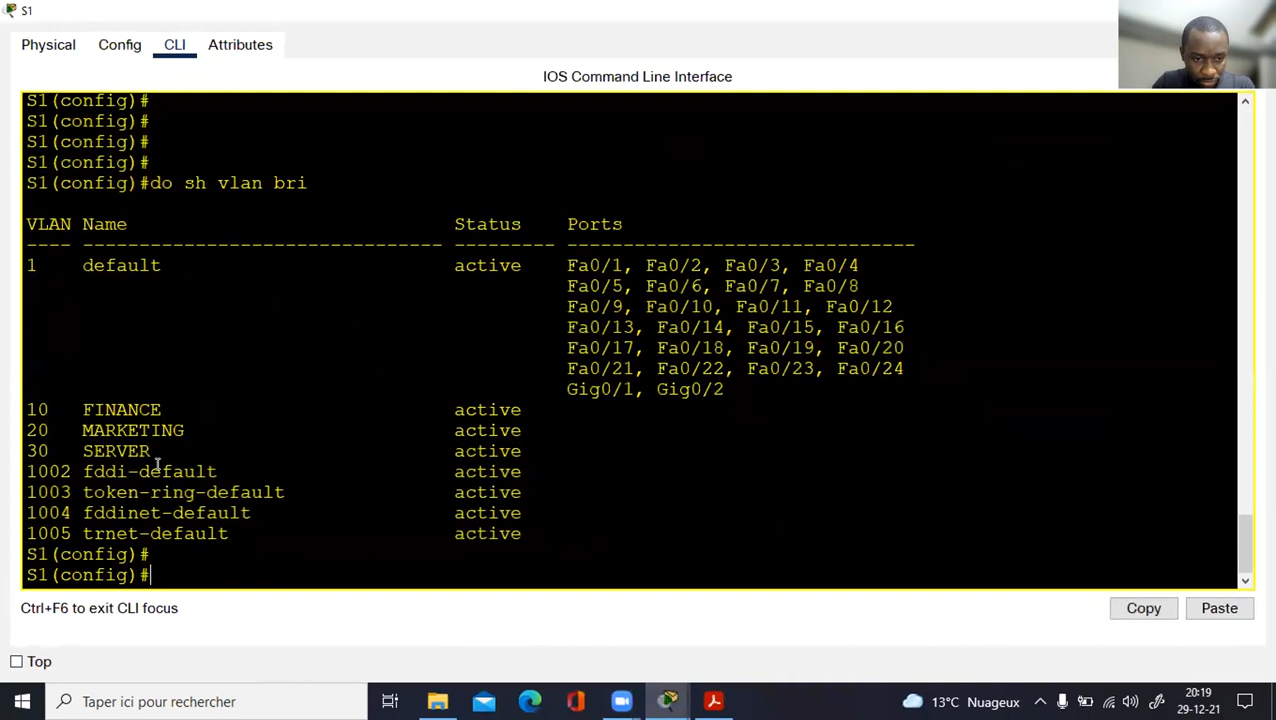 S1
Physical Config CLI Attributes
IOS Command Line Interface
S1(config)#
S1(config)#
S1(config)#
S1(config)#
S1(config)#do sh vlan bri
VLAN Name Status Ports
---- -------------------------------- --------- -------------------------------
1 default active Fa0/1, Fa0/2, Fa0/3, Fa0/4
Fa0/5, Fa0/6, Fa0/7, Fa0/8
Fa0/9, Fa0/10, Fa0/11, Fa0/12
Fa0/13, Fa0/14, Fa0/15, Fa0/16
Fa0/17, Fa0/18, Fa0/19, Fa0/20
Fa0/21, Fa0/22, Fa0/23, Fa0/24
Gig0/1, Gig0/2
10 FINANCE active
20 MARKETING active
30 SERVER active
1002 fddi-default active
1003 token-ring-default active
1004 fddinet-default active
1005 trnet-default active
S1(config)#
S1(config)#
Ctrl+F6 to exit CLI focus
Copy Paste
Top
Taper ici pour rechercher
13°C Nuageux
20:19
29-12-21